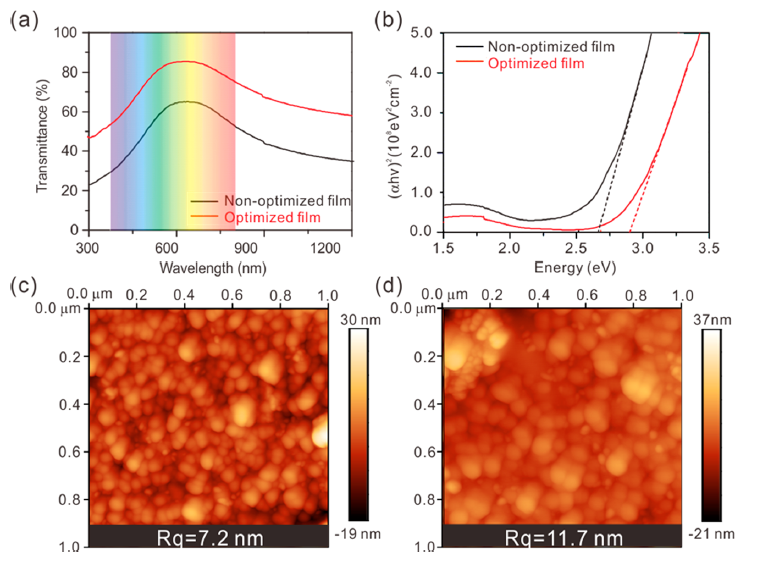 (a)
100
80
60
40
20
0
Transmittance (%)
Non-optimized film
Optimized film
300 600 900 1200
Wavelength (nm)
(b)
5.0
4.0
3.0
2.0
1.0
0.0
(αhν)² (10⁸eV²cm⁻²)
Non-optimized film
Optimized film
1.5 2.0 2.5 3.0 3.5
Energy (eV)
(c)
0.0 μm 0.2 0.4 0.6 0.8 1.0
0.0 μm
0.2
0.4
0.6
0.8
1.0
30 nm
-19 nm
Rq=7.2 nm
(d)
0.0 μm 0.2 0.4 0.6 0.8 1.0
0.0 μm
0.2
0.4
0.6
0.8
1.0
37nm
-21 nm
Rq=11.7 nm